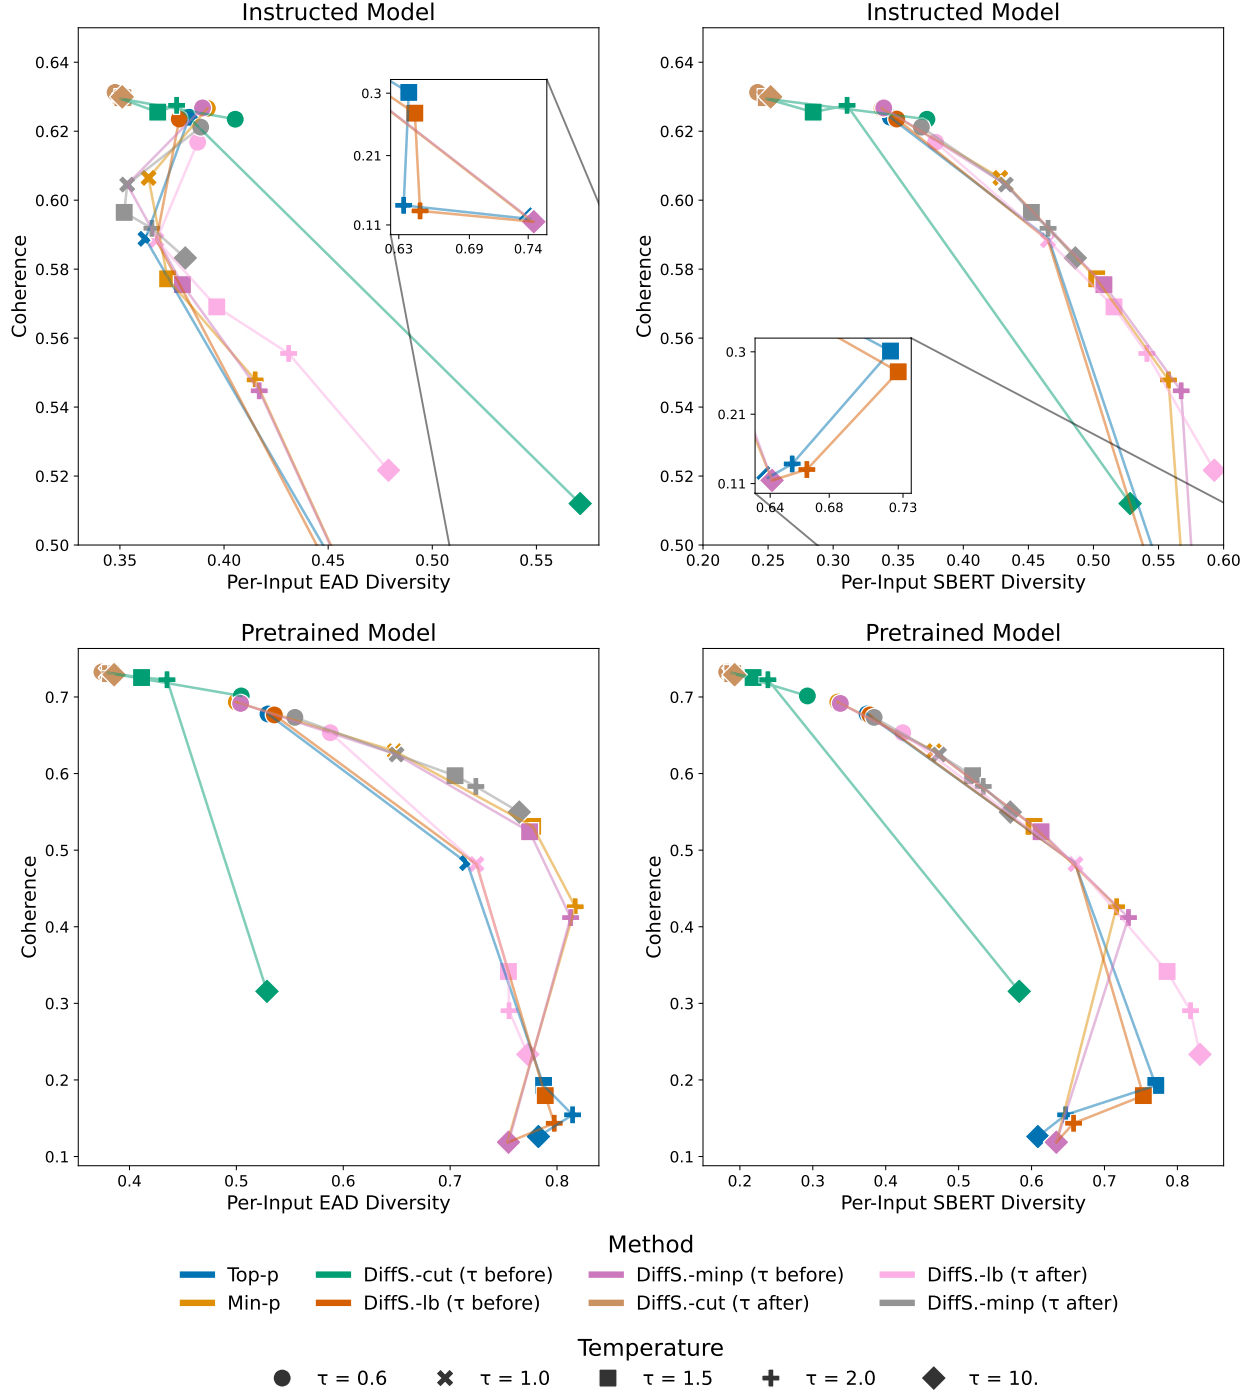 Instructed Model
Instructed Model
0.64
0.62
0.60
0.58
0.56
0.54
0.52
0.50
Coherence
0.3
0.21
0.11
0.63 0.69 0.74
0.35 0.40 0.45 0.50 0.55
Per-Input EAD Diversity
0.64
0.62
0.60
0.58
0.56
0.54
0.52
0.50
Coherence
0.3
0.21
0.11
0.64 0.68 0.73
0.20 0.25 0.30 0.35 0.40 0.45 0.50 0.55 0.60
Per-Input SBERT Diversity
Pretrained Model
Pretrained Model
0.7
0.6
0.5
0.4
0.3
0.2
0.1
Coherence
0.4 0.5 0.6 0.7 0.8
Per-Input EAD Diversity
0.7
0.6
0.5
0.4
0.3
0.2
0.1
Coherence
0.2 0.3 0.4 0.5 0.6 0.7 0.8
Per-Input SBERT Diversity
Method
Top-p DiffS.-cut (τ before) DiffS.-minp (τ before) DiffS.-lb (τ after)
Min-p DiffS.-lb (τ before) DiffS.-cut (τ after) DiffS.-minp (τ after)
Temperature
τ = 0.6 τ = 1.0 τ = 1.5 τ = 2.0 τ = 10.